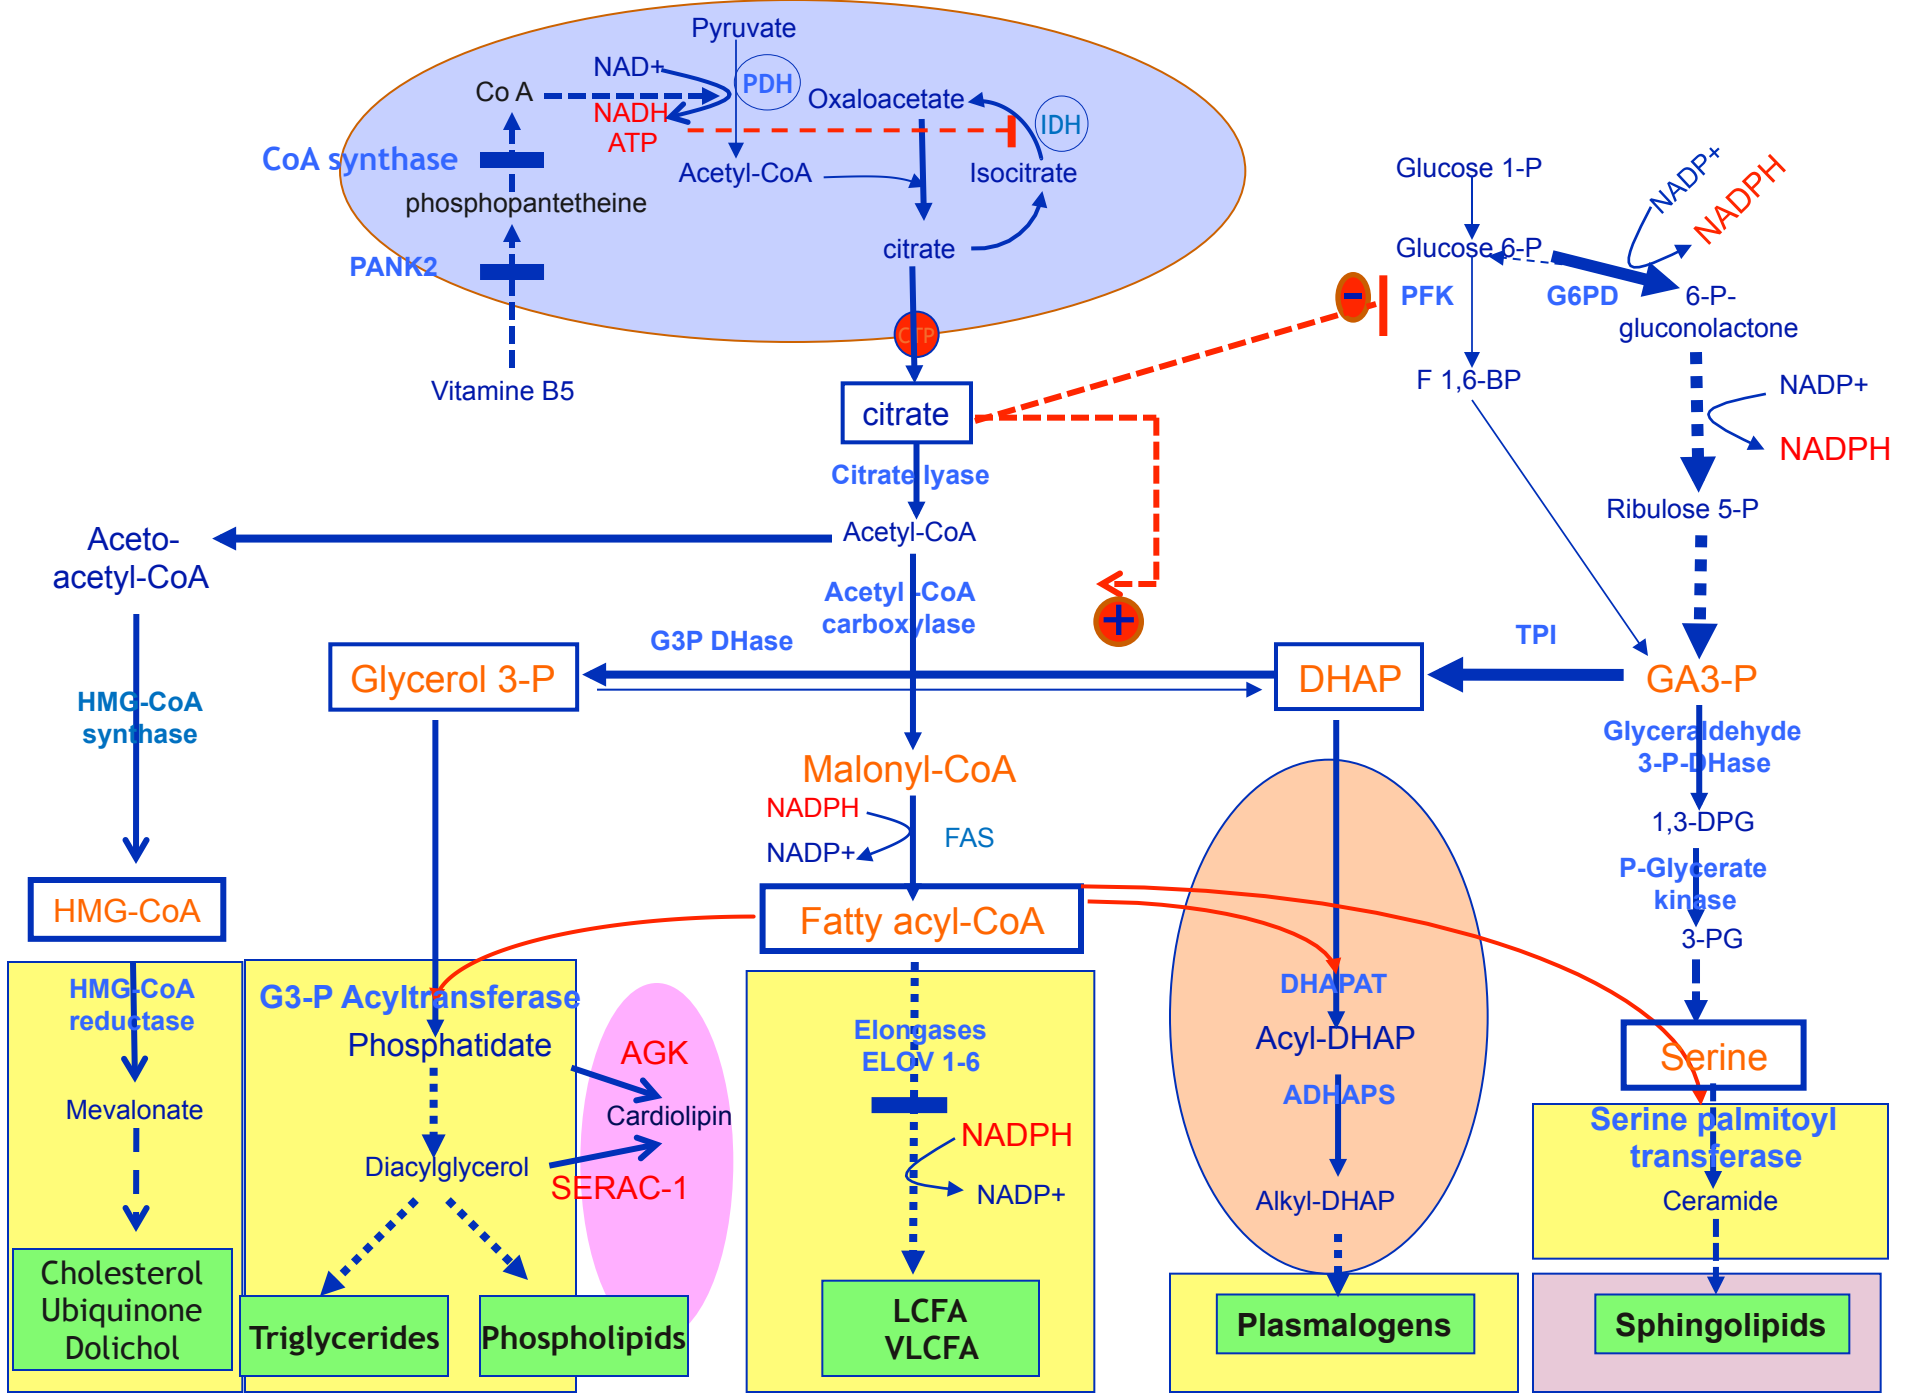 Pyruvate
NAD+
PDH
Co A
NADH
ATP
Oxaloacetate
IDH
CoA synthase
Acetyl-CoA
Isocitrate
phosphopantetheine
citrate
PANK2
CTP
Vitamine B5
Glucose 1-P
NADP+
NADPH
Glucose 6-P
PFK
G6PD
6-P-
gluconolactone
F 1,6-BP
NADP+
NADPH
Ribulose 5-P
-
+
citrate
Citrate lyase
Acetyl-CoA
Aceto-
acetyl-CoA
Acetyl -CoA
carboxylase
G3P DHase
TPI
Glycerol 3-P
DHAP
GA3-P
HMG-CoA
synthase
Glyceraldehyde
3-P-DHase
Malonyl-CoA
NADPH
NADP+
FAS
1,3-DPG
P-Glycerate
kinase
3-PG
HMG-CoA
Fatty acyl-CoA
HMG-CoA
reductase
G3-P Acyltransferase
Phosphatidate
AGK
Cardiolipin
SERAC-1
Elongases
ELOV 1-6
DHAPAT
Acyl-DHAP
ADHAPS
Serine
Mevalonate
Diacylglycerol
NADPH
NADP+
Alkyl-DHAP
Serine palmitoyl
transferase
Ceramide
Cholesterol
Ubiquinone
Dolichol
Triglycerides
Phospholipids
LCFA
VLCFA
Plasmalogens
Sphingolipids